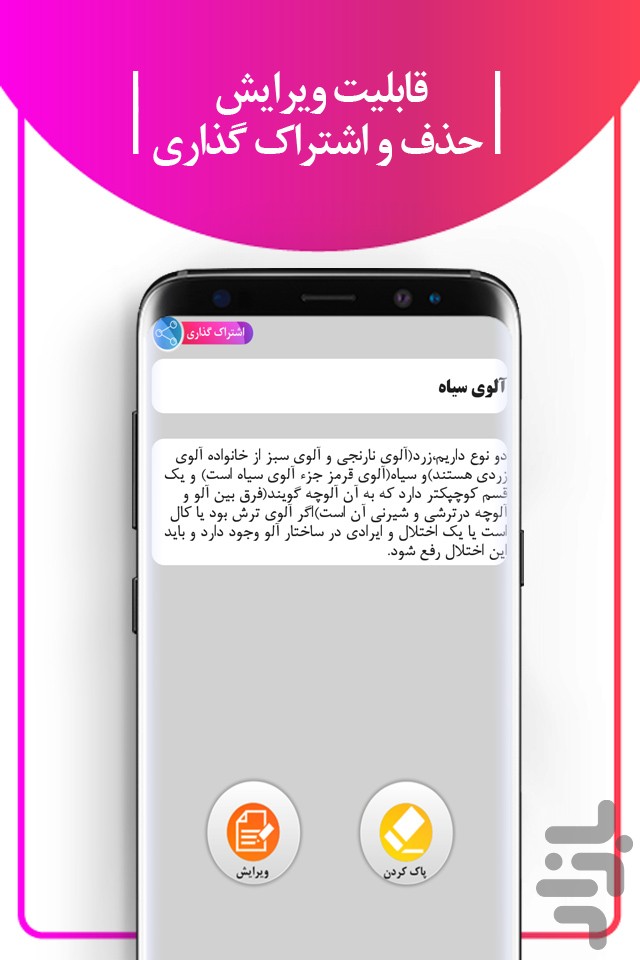 قابلیت ویرایش
حذف و اشتراک گذاری
اشتراک گذاری
آلوی سیاه
دو نوع داریم،زرد(آلوی نارنجی و آلوی سبز از خانواده آلوی
زردی هستند)و سیاه(آلوی قرمز جزء آلوی سیاه است) و یک
قسم کوچیکتر دارد که به آن آلوچه گویند(فرق بین آلو و
آلوچه درترشی و شیرنی آن است)اگر آلوی ترش بود یا کال
است یا یک اختلال و ایرادی در ساختار آلو وجود دارد و باید
این اختلال رفع شود.
پاک کردن
ویرایش
بازار